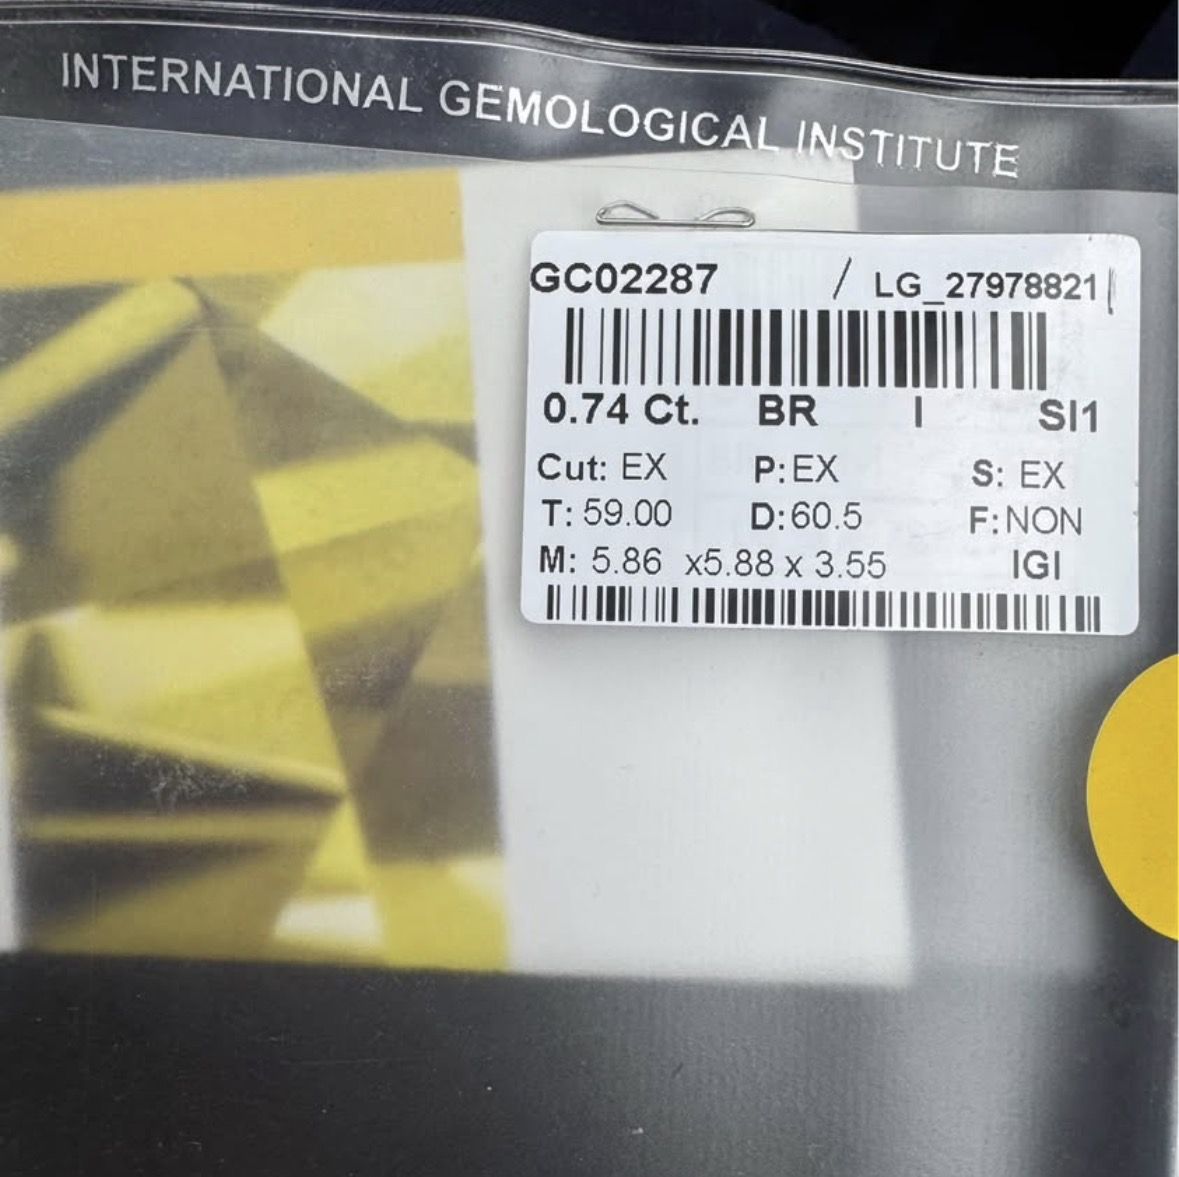 INTERNATIONAL GEMOLOGICAL INSTITUTE
GC02287 / LG_27978821
0.74 Ct. BR I SI1
Cut: EX P:EX S: EX
T: 59.00 D:60.5 F:NON
M: 5.86 x5.88 x 3.55 IGI